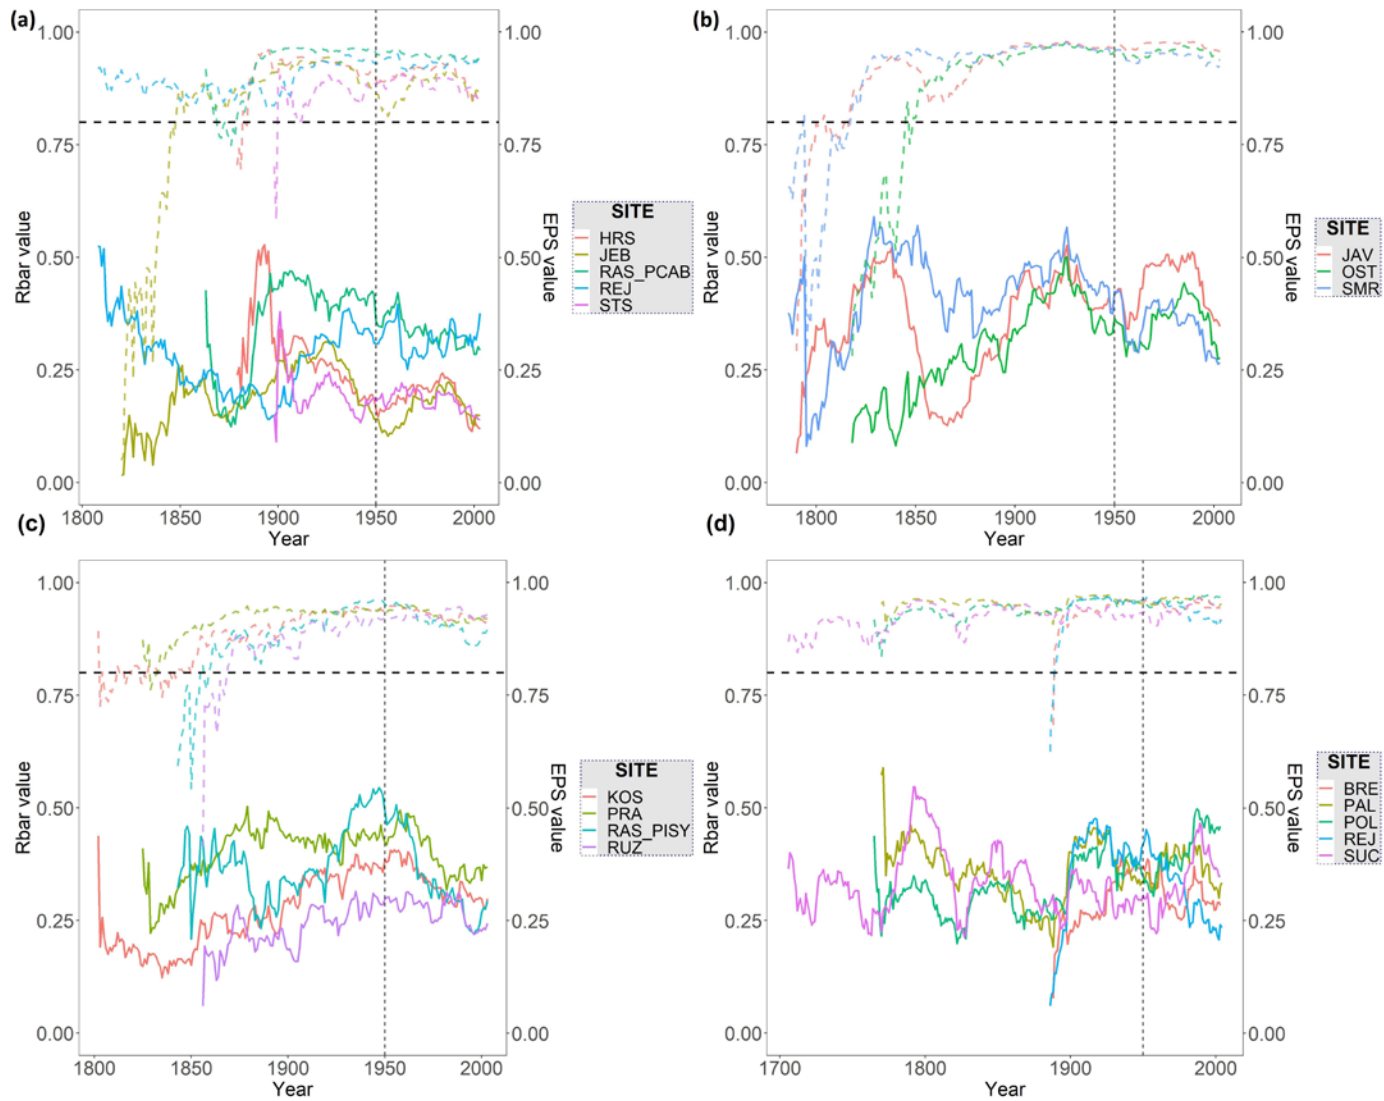 (a)
1.00
0.75
0.50
0.25
0.00
Rbar value
1.00
0.75
0.50
0.25
0.00
EPS value
1800
1850
1900
1950
2000
Year
SITE
HRS
JEB
RAS_PCAB
REJ
STS
(b)
1.00
0.75
0.50
0.25
0.00
Rbar value
1.00
0.75
0.50
0.25
0.00
EPS value
1800
1850
1900
1950
2000
Year
SITE
JAV
OST
SMR
(c)
1.00
0.75
0.50
0.25
0.00
Rbar value
1.00
0.75
0.50
0.25
0.00
EPS value
1800
1850
1900
1950
2000
Year
SITE
KOS
PRA
RAS_PISY
RUZ
(d)
1.00
0.75
0.50
0.25
0.00
Rbar value
1.00
0.75
0.50
0.25
0.00
EPS value
1700
1800
1900
2000
Year
SITE
BRE
PAL
POL
REJ
SUC